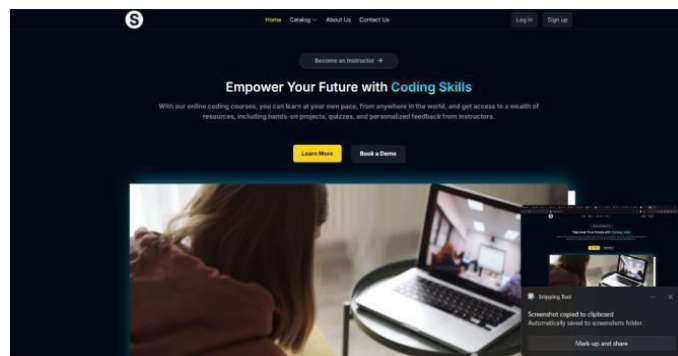 S
Home Catalog About Us Contact Us Log in Sign up
Become an Instructor →
Empower Your Future with Coding Skills
With our online coding courses, you can learn at your own pace, from anywhere in the world, and get access to a wealth of
resources, including hands-on projects, quizzes, and personalized feedback from instructors.
Learn More Book a Demo
Snipping Tool
Screenshot copied to clipboard
Automatically saved to screenshots folder.
Mark-up and share